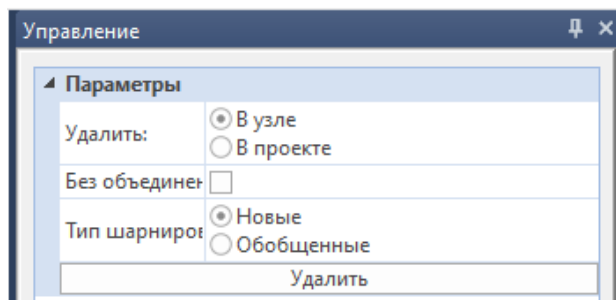 Управление
Параметры
Удалить:
В узле
В проекте
Без объединен
Тип шарниров
Новые
Обобщенные
Удалить